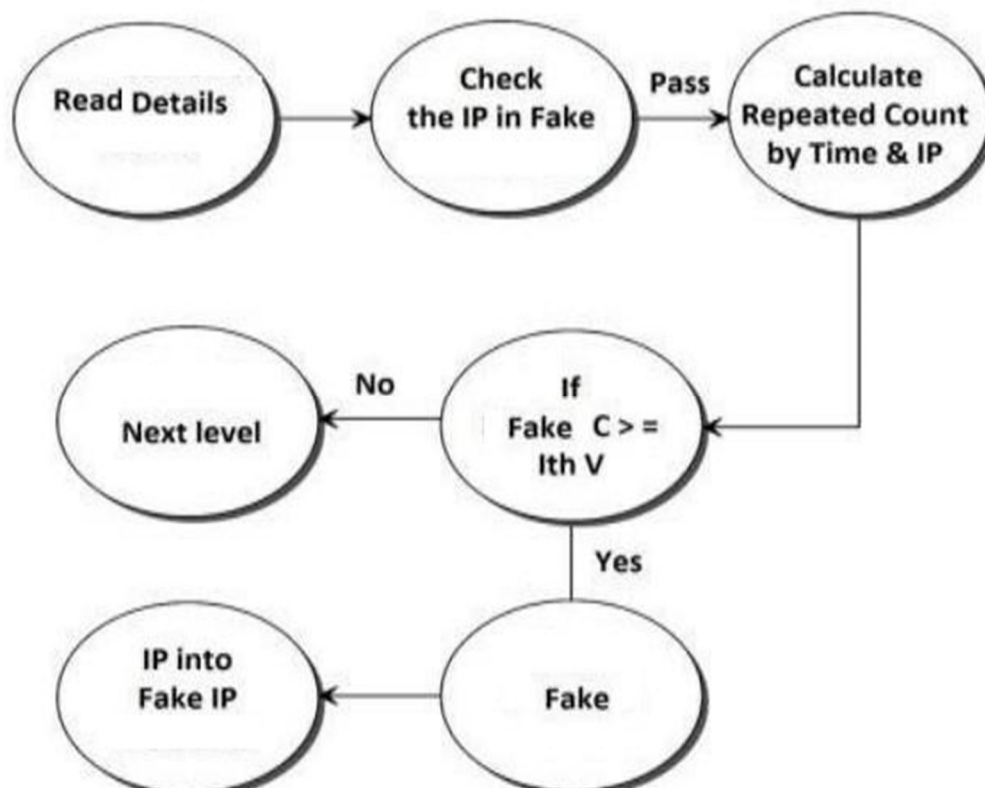 Read Details
Check
the IP in Fake
Pass
Calculate
Repeated Count
by Time & IP
No
If
Fake C > =
Ith V
Next level
Yes
IP into
Fake IP
Fake